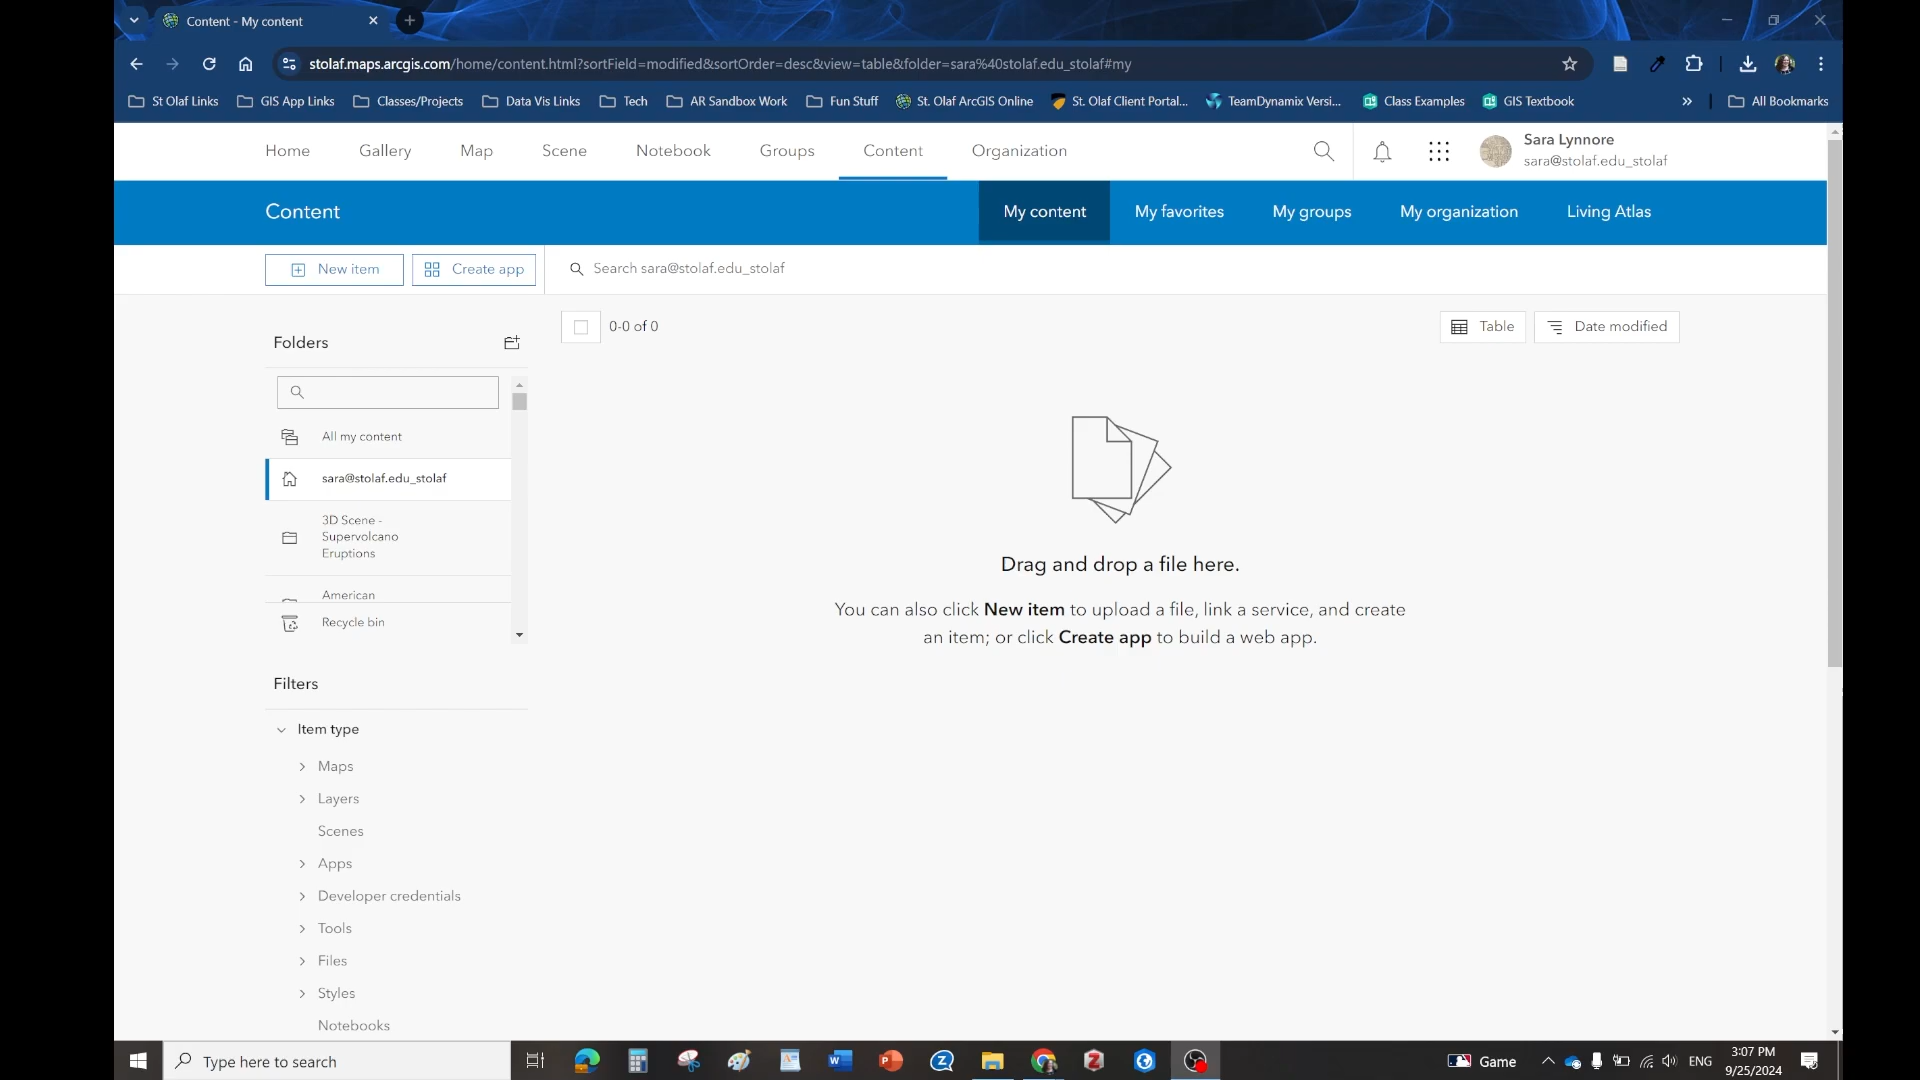 Content - My content
stolaf.maps.arcgis.com/home/content.html?sortField=modified&sortOrder=desc&view=table&folder=sara%40stolaf.edu_stolaf#my
St Olaf Links GIS App Links Classes/Projects Data Vis Links Tech AR Sandbox Work Fun Stuff St. Olaf ArcGIS Online St. Olaf Client Portal... TeamDynamix Versi... Class Examples GIS Textbook » All Bookmarks
Home Gallery Map Scene Notebook Groups Content Organization
Sara Lynnore
sara@stolaf.edu_stolaf
Content My content My favorites My groups My organization Living Atlas
New item Create app Search sara@stolaf.edu_stolaf
0-0 of 0 Table Date modified
Folders
All my content
sara@stolaf.edu_stolaf
3D Scene -
Supervolcano
Eruptions
American
Recycle bin
Drag and drop a file here.
You can also click New item to upload a file, link a service, and create
an item; or click Create app to build a web app.
Filters
Item type
Maps
Layers
Scenes
Apps
Developer credentials
Tools
Files
Styles
Notebooks
Type here to search
Game
ENG
3:07 PM
9/25/2024